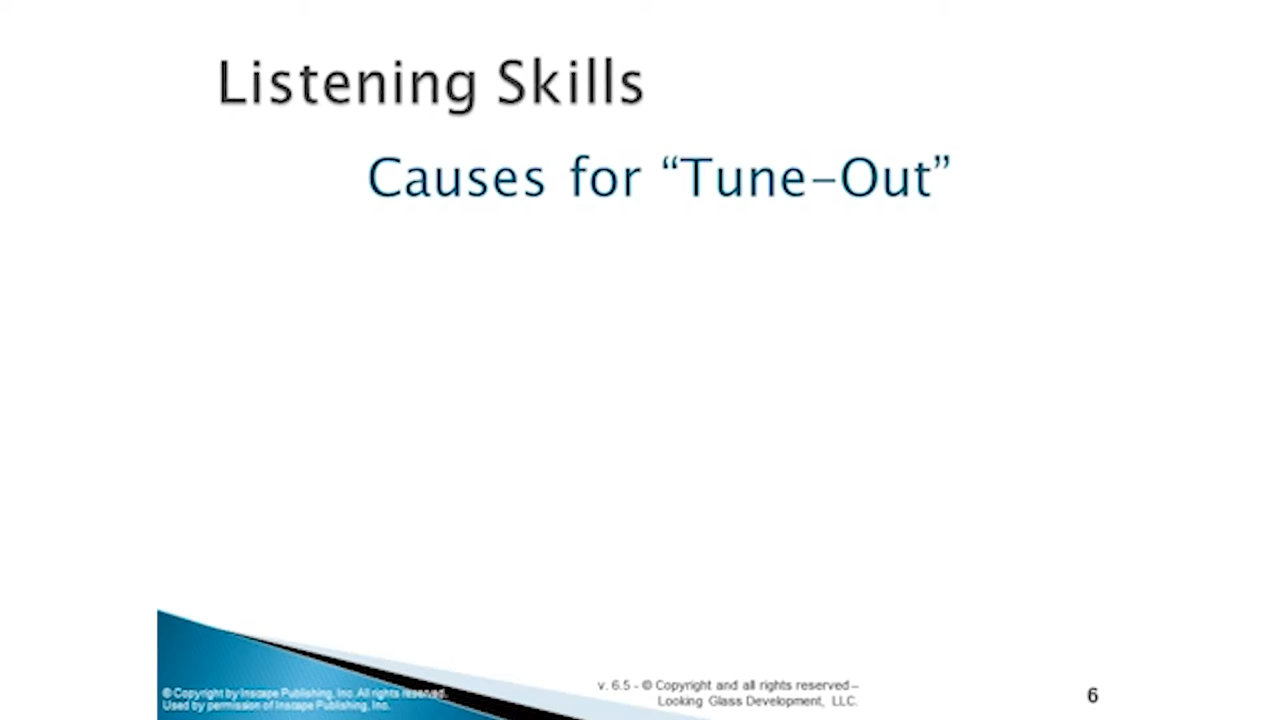 Listening Skills
Causes for “Tune-Out”
© Copyright by Inscape Publishing, Inc. All rights reserved.
Used by permission of Inscape Publishing, Inc.
v. 6.5 - © Copyright and all rights reserved–
Looking Glass Development, LLC.
6